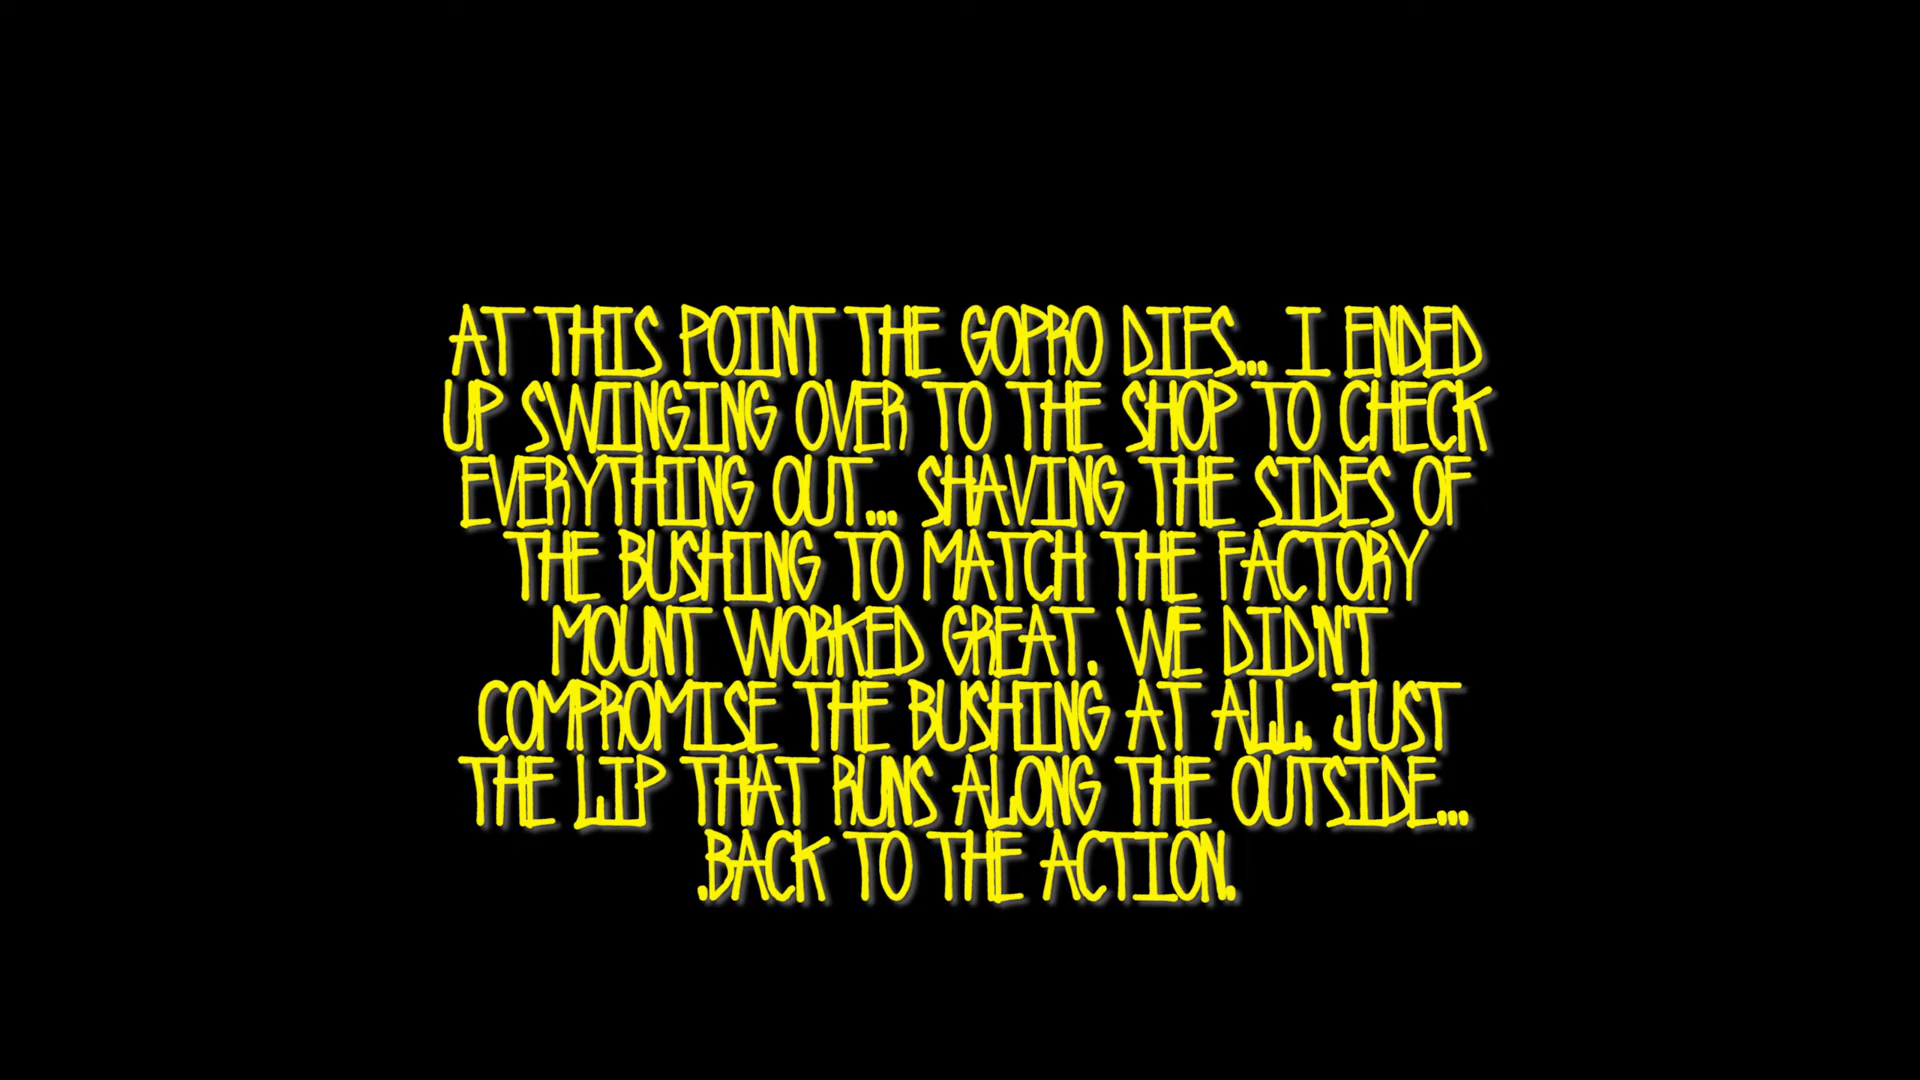 AT THIS POINT THE GOPRO DIES... I ENDED
UP SWINGING OVER TO THE SHOP TO CHECK
EVERYTHING OUT... SHAVING THE SIDES OF
THE BUSHING TO MATCH THE FACTORY
MOUNT WORKED GREAT. WE DIDN'T
COMPROMISE THE BUSHING AT ALL. JUST
THE LIP THAT RUNS ALONG THE OUTSIDE...
.BACK TO THE ACTION.